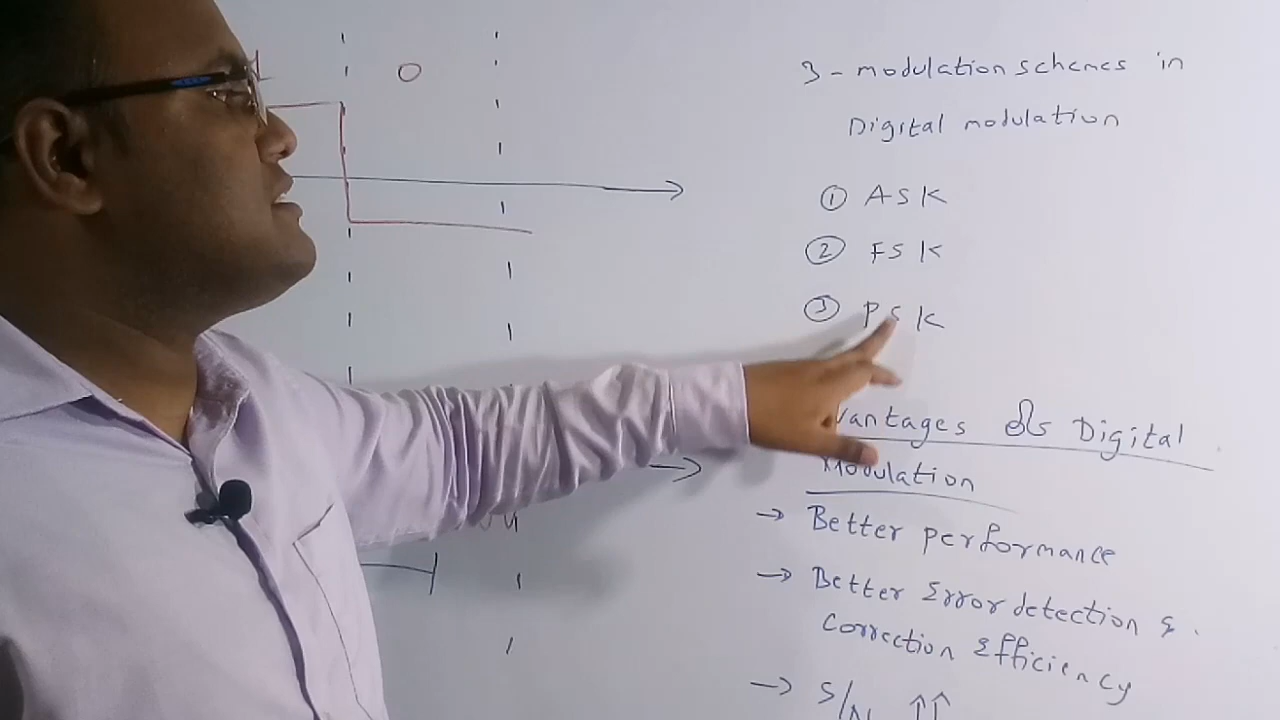 0
3 - modulation schemes in
Digital modulation
① ASK
② FSK
③ PSK
vantages of Digital
Modulation
→ Better performance
→ Better Error detection &
Correction Efficiency
→ S/N ↑↑